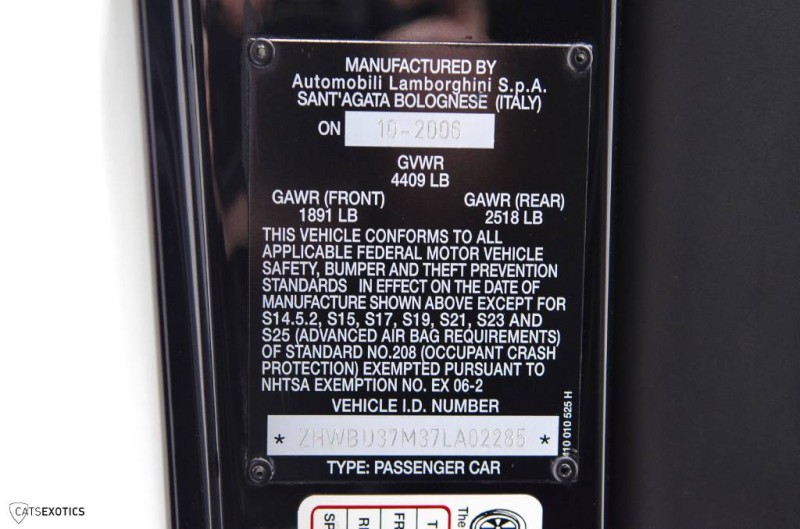 MANUFACTURED BY
Automobili Lamborghini S.p.A.
SANT'AGATA BOLOGNESE (ITALY)
ON 10-2006
GVWR
4409 LB
GAWR (FRONT) GAWR (REAR)
1891 LB 2518 LB
THIS VEHICLE CONFORMS TO ALL
APPLICABLE FEDERAL MOTOR VEHICLE
SAFETY, BUMPER AND THEFT PREVENTION
STANDARDS IN EFFECT ON THE DATE OF
MANUFACTURE SHOWN ABOVE EXCEPT FOR
S14.5.2, S15, S17, S19, S21, S23 AND
S25 (ADVANCED AIR BAG REQUIREMENTS)
OF STANDARD NO.208 (OCCUPANT CRASH
PROTECTION) EXEMPTED PURSUANT TO
NHTSA EXEMPTION NO. EX 06-2
VEHICLE I.D. NUMBER
* ZHWBU37M37LA02285 *
TYPE: PASSENGER CAR
410 010 525 H
The
CATSEXOTICS